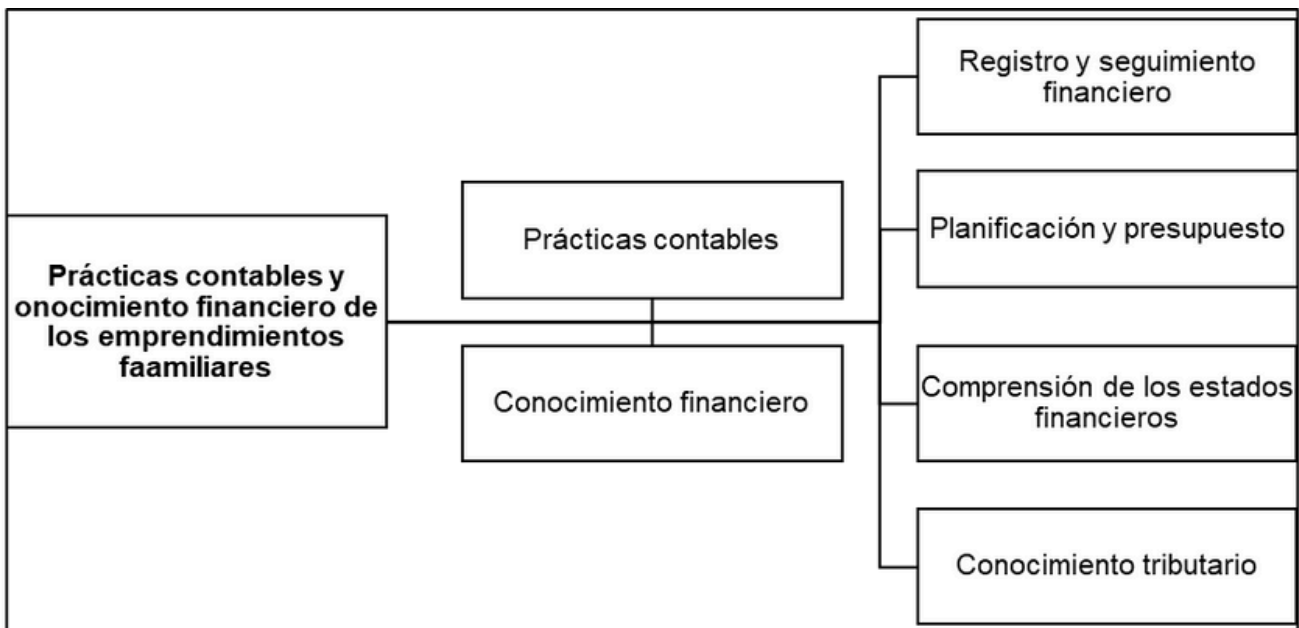 Prácticas contables y
onocimiento financiero de
los emprendimientos
faamiliares
Prácticas contables
Conocimiento financiero
Registro y seguimiento
financiero
Planificación y presupuesto
Comprensión de los estados
financieros
Conocimiento tributario